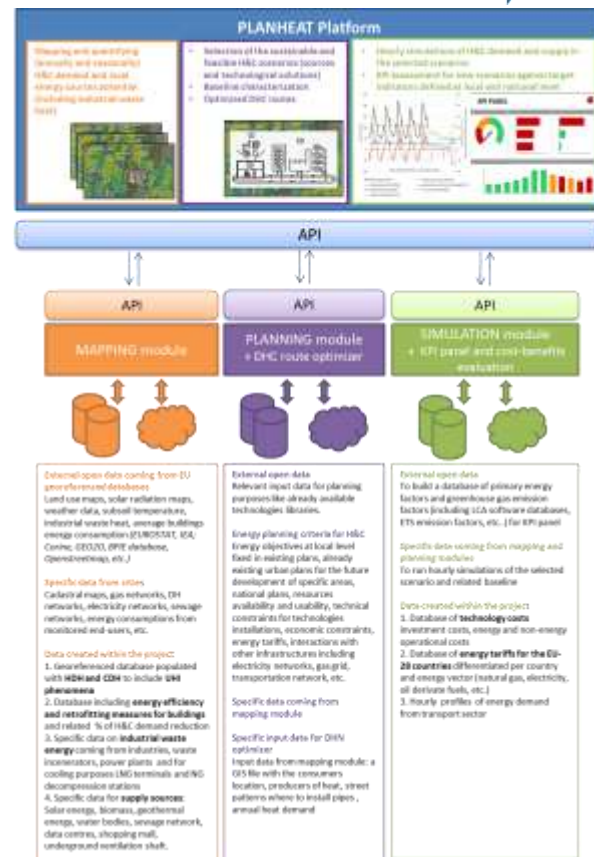 PLANHEAT Platform
Mapping and quantifying
(annually and seasonally)
H&C demand and local
energy sources potential
(including industrial waste
heat)
• Selection of the sustainable and
feasible H&C scenarios (sources
and technological solutions)
• Baseline characterization
• Optimized DHC routes
• Hourly simulations of H&C demand and supply in
the selected scenarios
• KPI assessment for new scenarios against target
indicators defined at local and national level
KPI PANEL
API
API
API
API
MAPPING module
PLANNING module
+ DHC route optimizer
SIMULATION module
+ KPI panel and cost-benefits
evaluation
External open data coming from EU
georeferenced databases
Land use maps, solar radiation maps,
weather data, subsoil temperature,
industrial waste heat, average buildings
energy consumption (EUROSTAT, IEA,
Corine, GEO2O, BPIE database,
Openstreetmap, etc.)
Specific data from cities
Cadastral maps, gas networks, DH
networks, electricity networks, sewage
networks, energy consumptions from
monitored end-users, etc.
Data created within the project
1. Georeferenced database populated
with HDH and CDH to include UHI
phenomena
2. Database including energy efficiency
and retrofitting measures for buildings
and related % of H&C demand reduction
3. Specific data on industrial waste
energy coming from industries, waste
incenerators, power plants and for
cooling purposes LNG terminals and NG
decompression stations
4. Specific data for supply sources:
Solar energy, biomass, geothermal
energy, water bodies, sewage network,
data centres, shopping mall,
underground ventilation shaft.
External open data
Relevant input data for planning
purposes like already available
technologies libraries.
Energy planning criteria for H&C
Energy objectives at local level
fixed in existing plans, already
existing urban plans for the future
development of specific areas,
national plans, resources
availability and usability, technical
constraints for technologies
installations, economic constraints,
energy tariffs, interactions with
other infrastructures including
electricity networks, gas grid,
transportation network, etc.
Specific data coming from
mapping module
Specific input data for DHN
optimizer
Input data from mapping module: a
GIS file with the consumers
location, producers of heat, street
patterns where to install pipes ,
annual heat demand
External open data
To build a database of primary energy
factors and greenhouse gas emission
factors (including LCA software databases,
ETS emission factors, etc..) for KPI panel
Specific data coming from mapping and
planning modules
To run hourly simulations of the selected
scenario and related baseline
Data created within the project
1. Database of technology costs
investment costs, energy and non-energy
operational costs
2. Database of energy tariffs for the EU-
28 countries differentiated per country
and energy vector (natural gas, electricity,
oil derivate fuels, etc.)
3. Hourly profiles of energy demand
from transport sector